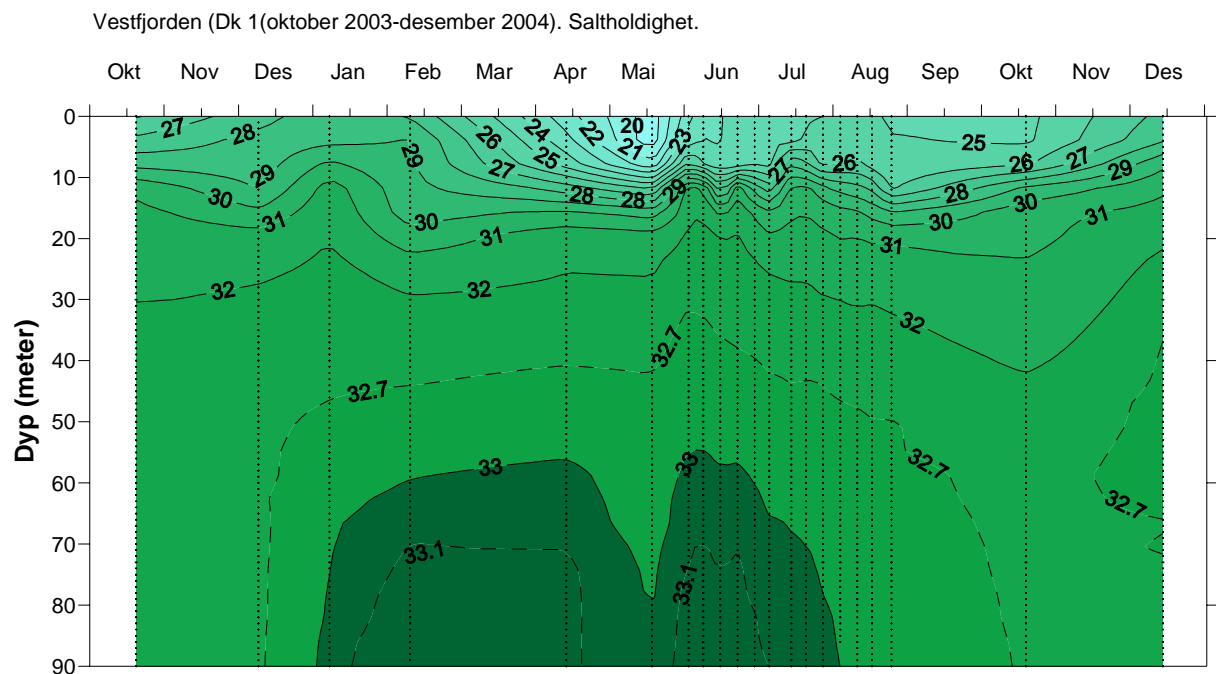 Vestfjorden (Dk 1(oktober 2003-desember 2004). Saltholdighet.
Okt Nov Des Jan Feb Mar Apr Mai Jun Jul Aug Sep Okt Nov Des
0
10
20
30
40
50
60
70
80
90
Dyp (meter)
27 28 29 30 31 32
29 30 31 32
26 27 28
24 25
22 21 20 23
28 29
27 26
25 26 27
28 29 30 31
30 31 32
32.7 32.7 32.7 32.7
33 33
33.1 33.1